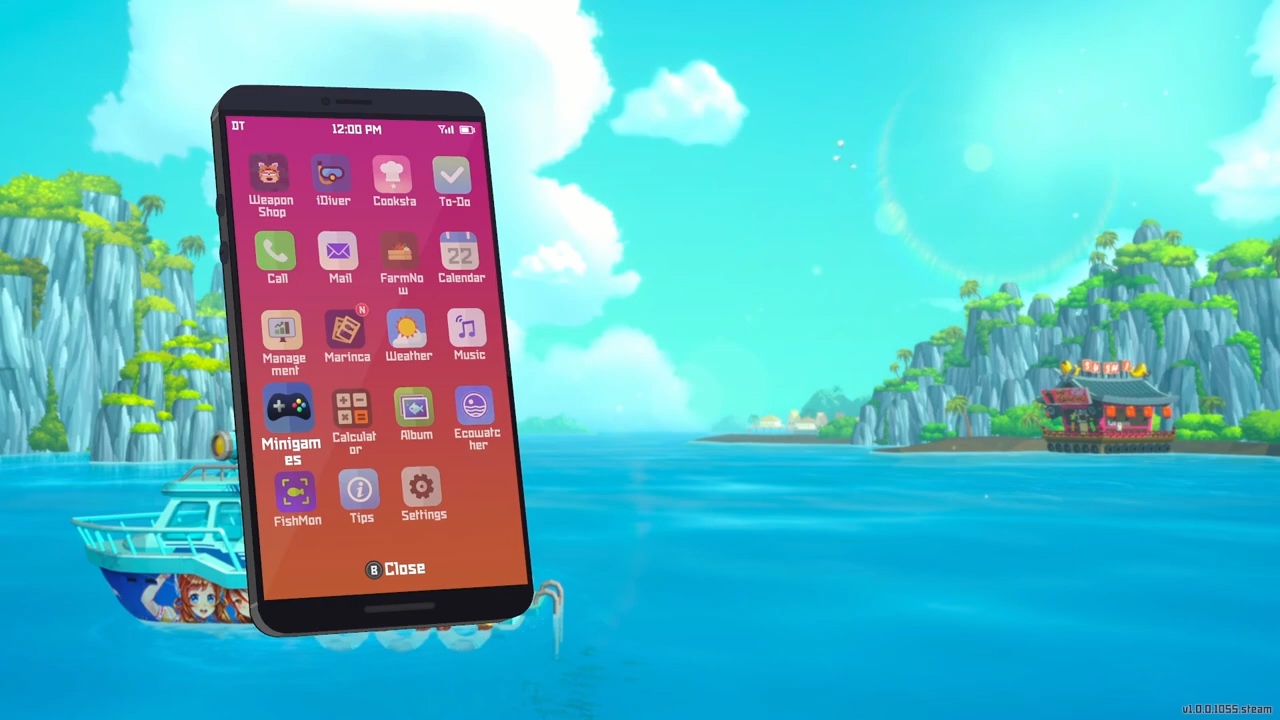 DT
12:00 PM
Weapon
Shop
iDiver
Cooksta
To-Do
Call
Mail
FarmNo
w
22
Calendar
Manage
ment
N
Marinca
Weather
Music
Minigam
es
Calculat
or
Album
Ecowatc
her
FishMon
Tips
Settings
B Close
SUSHI
v1.0.0.1055.steam